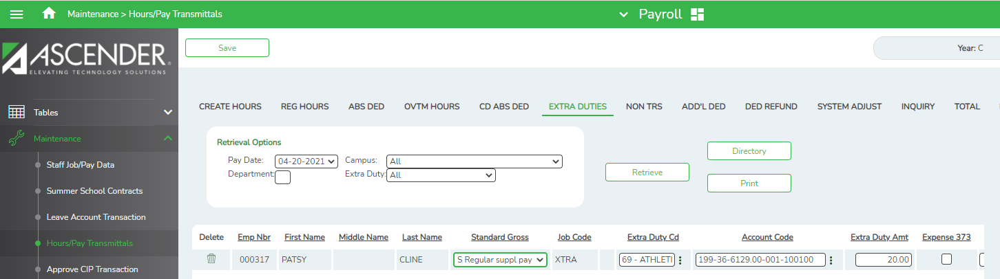 Maintenance > Hours/Pay Transmittals
Payroll
ASCENDER
ELEVATING TECHNOLOGY SOLUTIONS
Save
Year: C
Tables
Maintenance
Staff Job/Pay Data
Summer School Contracts
Leave Account Transaction
Hours/Pay Transmittals
Approve CIP Transaction
CREATE HOURS REG HOURS ABS DED OVTM HOURS CD ABS DED EXTRA DUTIES NON TRS ADD'L DED DED REFUND SYSTEM ADJUST INQUIRY TOTAL
Retrieval Options
Pay Date: 04-20-2021 Campus: All
Department: Extra Duty: All
Retrieve
Directory
Print
Delete Emp Nbr First Name Middle Name Last Name Standard Gross Job Code Extra Duty Cd Account Code Extra Duty Amt Expense 373
000317 PATSY CLINE S Regular suppl pay XTRA 69 - ATHLETI 199-36-6129.00-001-100100 20.00